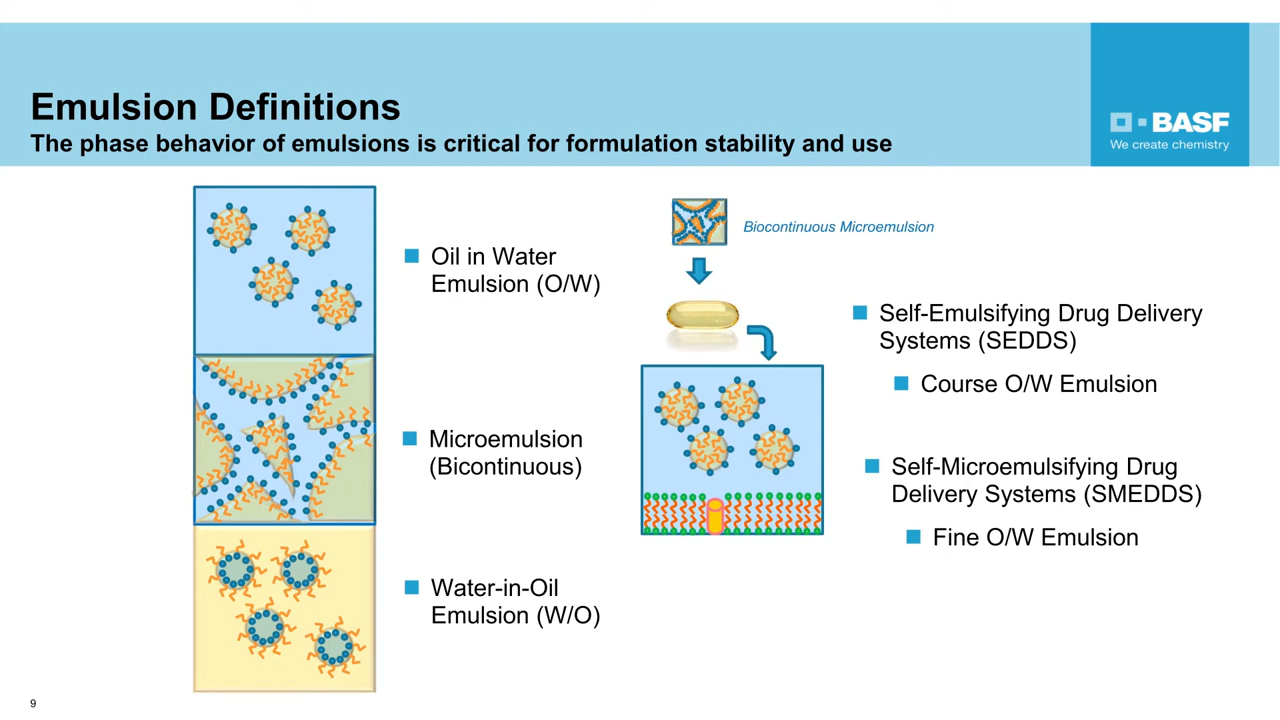 Emulsion Definitions
The phase behavior of emulsions is critical for formulation stability and use
BASF
We create chemistry
Oil in Water
Emulsion (O/W)
Microemulsion
(Bicontinuous)
Water-in-Oil
Emulsion (W/O)
Biocontinuous Microemulsion
Self-Emulsifying Drug Delivery
Systems (SEDDS)
Course O/W Emulsion
Self-Microemulsifying Drug
Delivery Systems (SMEDDS)
Fine O/W Emulsion
9